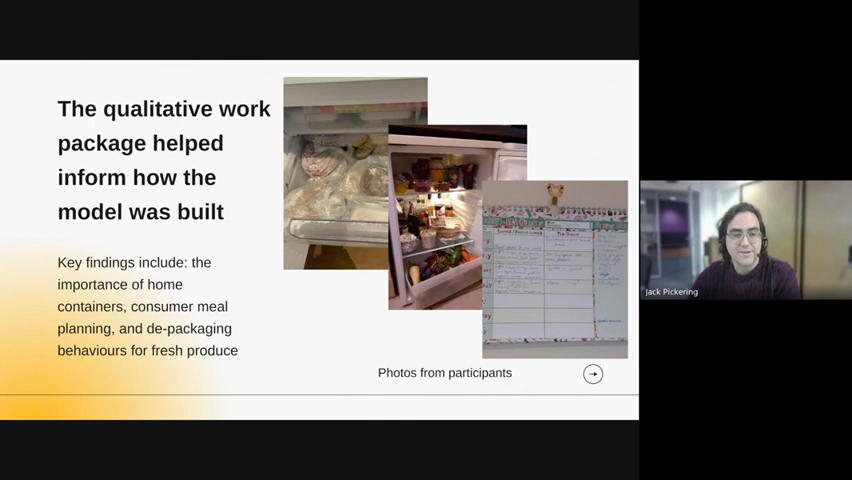 The qualitative work
package helped
inform how the
model was built
Key findings include: the
importance of home
containers, consumer meal
planning, and de-packaging
behaviours for fresh produce
Photos from participants
Jack Pickering